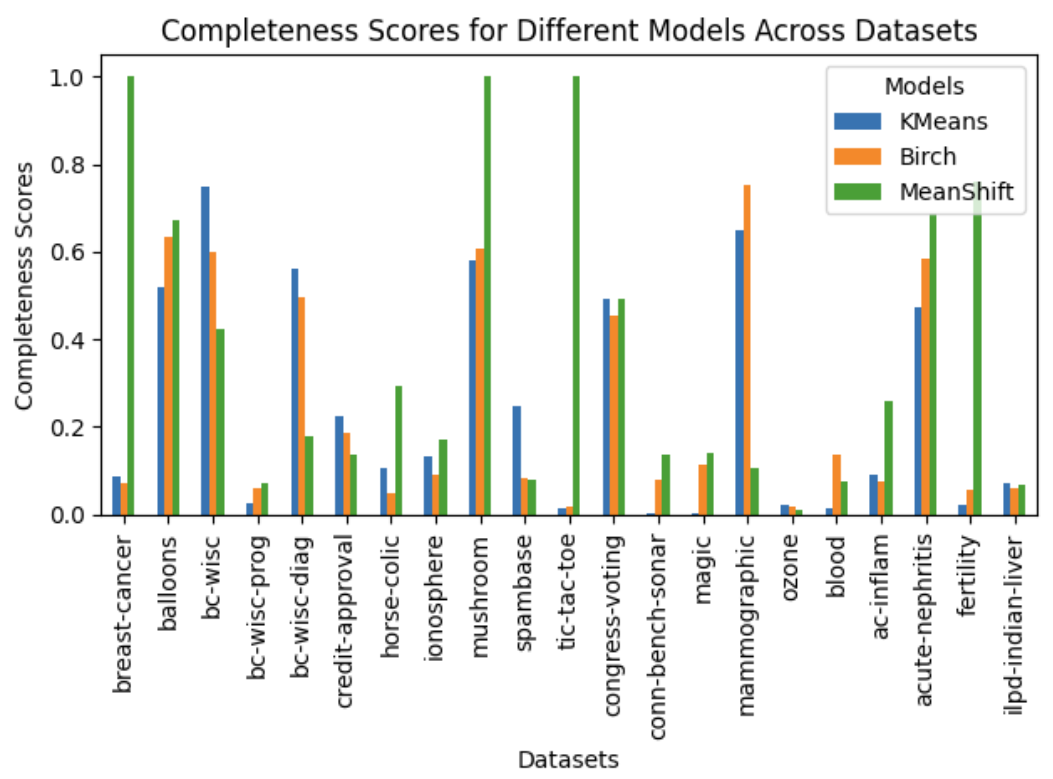 Completeness Scores for Different Models Across Datasets
Completeness Scores
1.0
0.8
0.6
0.4
0.2
0.0
Models
KMeans
Birch
MeanShift
breast-cancer
balloons
bc-wisc
bc-wisc-prog
bc-wisc-diag
credit-approval
horse-colic
ionosphere
mushroom
spambase
tic-tac-toe
congress-voting
conn-bench-sonar
magic
mammographic
ozone
blood
ac-inflam
acute-nephritis
fertility
ilpd-indian-liver
Datasets